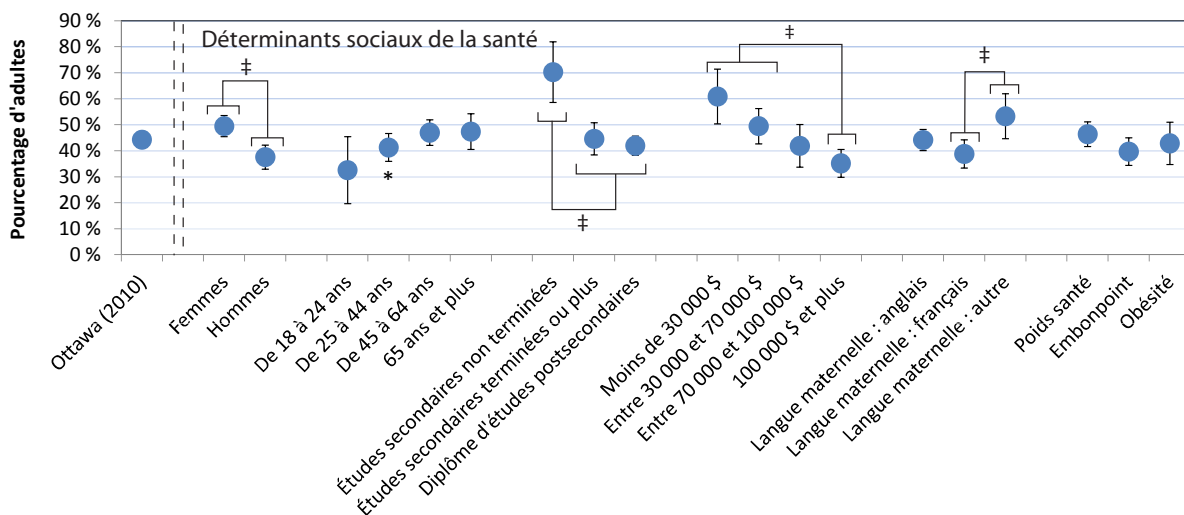 Pourcentage d'adultes
90 %
80 %
70 %
60 %
50 %
40 %
30 %
20 %
10 %
0 %
Déterminants sociaux de la santé
‡
‡
‡
‡
*
Ottawa (2010)
Femmes
Hommes
De 18 à 24 ans
De 25 à 44 ans
De 45 à 64 ans
65 ans et plus
Études secondaires non terminées
Études secondaires terminées ou plus
Diplôme d'études postsecondaires
Moins de 30 000 $
Entre 30 000 et 70 000 $
Entre 70 000 et 100 000 $
100 000 $ et plus
Langue maternelle : anglais
Langue maternelle : français
Langue maternelle : autre
Poids santé
Embonpoint
Obésité